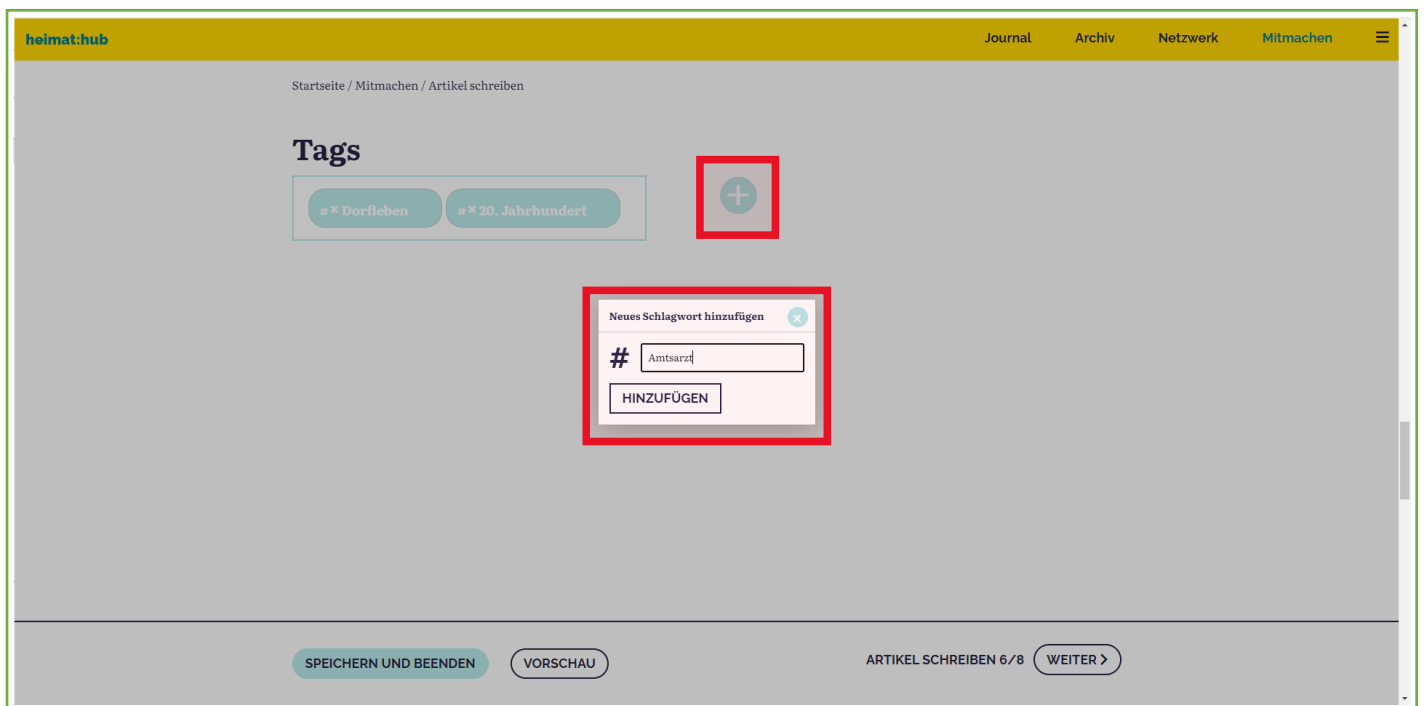 heimat:hub Journal Archiv Netzwerk Mitmachen
Startseite / Mitmachen / Artikel schreiben
Tags
#× Dorfleben #× 20. Jahrhundert
Neues Schlagwort hinzufügen
# Amtsarzt
HINZUFÜGEN
SPEICHERN UND BEENDEN VORSCHAU ARTIKEL SCHREIBEN 6/8 WEITER >